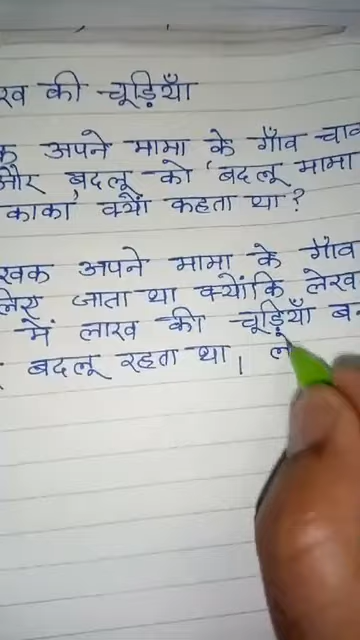 ख की चूड़ियाँ
क अपने मामा के गाँव चाव
और बदलू को 'बदलू मामा
काका' क्यों कहता था?
खक अपने मामा के गाँव
लिए जाता था क्योंकि लेख
में लाख की चूड़ियाँ ब
बदलू रहता था। ले